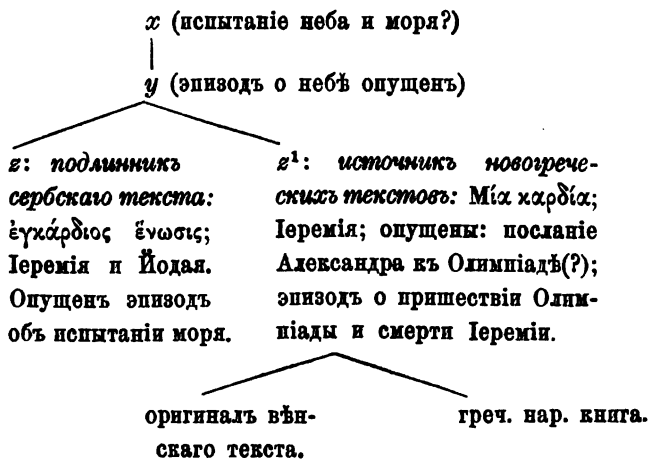 x (испытаніе неба и моря?)
y (эпизодъ о небѣ опущенъ)
z: подлинникъ
сербскаго текста:
ἐγκάρδιος ἕνωσις;
Іеремія и Йодая.
Опущенъ эпизодъ
объ испытаніи моря.
z¹: источникъ новогрече-
скихъ текстовъ: Μία καρδία;
Іеремія; опущены: посланіе
Александра къ Олимпіадѣ(?);
эпизодъ о пришествіи Олим-
піады и смерти Іереміи.
оригиналъ вѣн-
скаго текста.
греч. нар. книга.